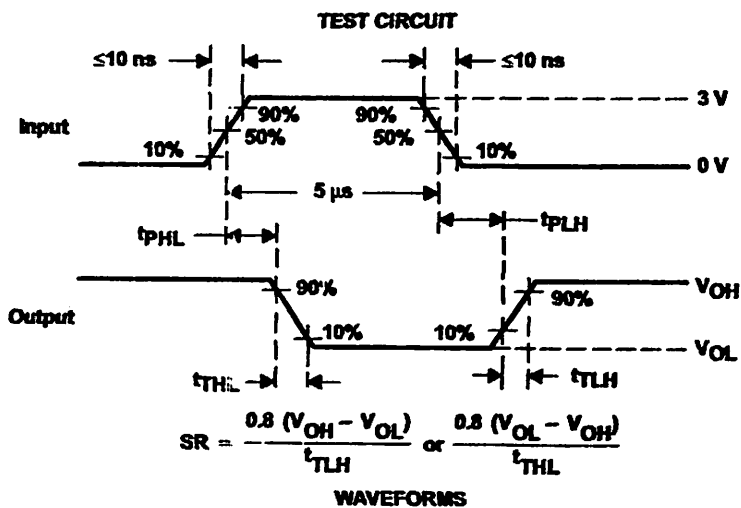 TEST CIRCUIT
≤10 ns
≤10 ns
3 V
90%
90%
Input
50%
50%
10%
10%
0 V
5 μs
tPHL
tPLH
VOH
90%
90%
Output
10%
10%
VOL
tTHL
tTLH
SR = 0.8 (VOH – VOL) / tTLH or 0.8 (VOL – VOH) / tTHL
WAVEFORMS